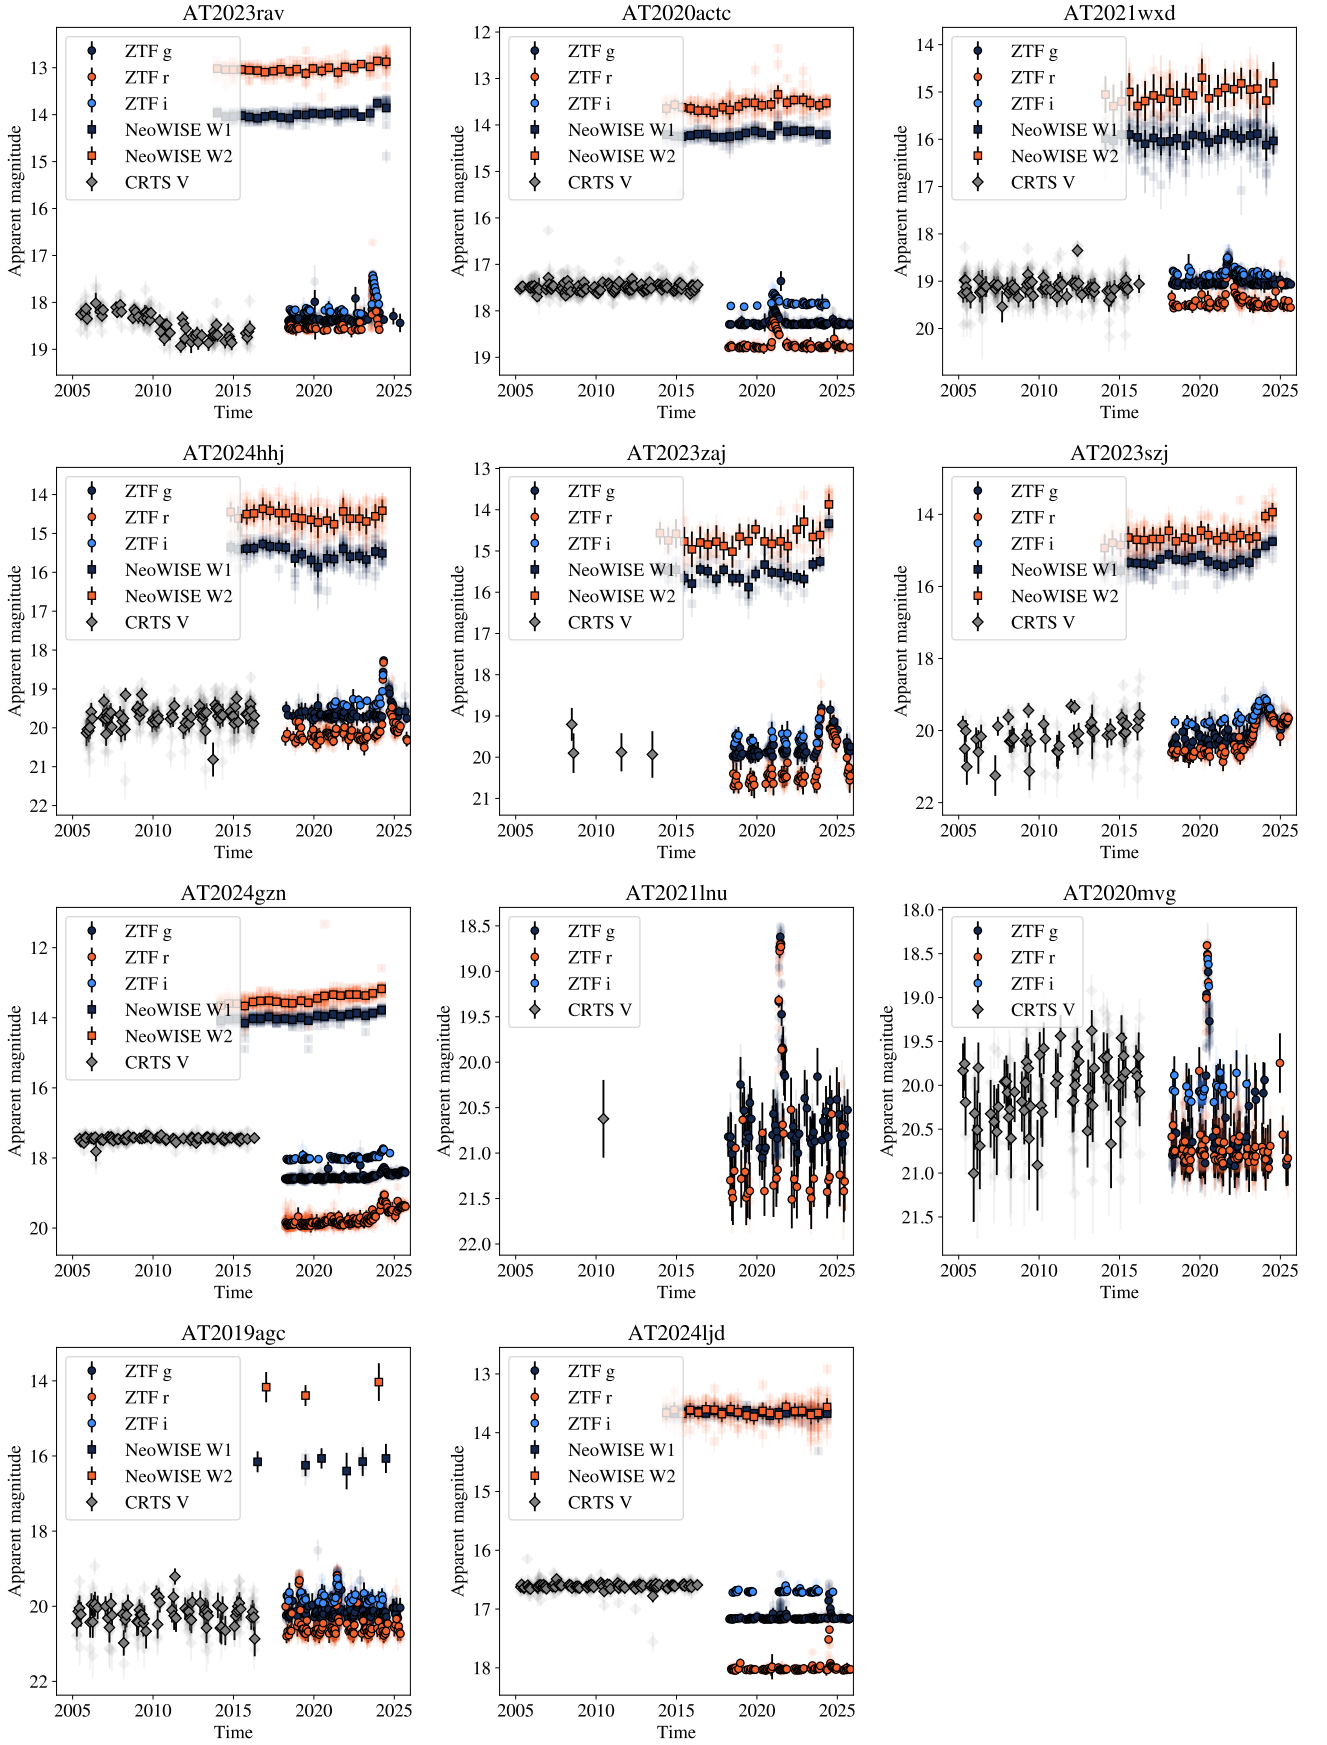 AT2023rav
ZTF g
ZTF r
ZTF i
NeoWISE W1
NeoWISE W2
CRTS V
Apparent magnitude
13
14
15
16
17
18
19
2005 2010 2015 2020 2025
Time
AT2020actc
ZTF g
ZTF r
ZTF i
NeoWISE W1
NeoWISE W2
CRTS V
Apparent magnitude
12
13
14
15
16
17
18
19
2005 2010 2015 2020 2025
Time
AT2021wxd
ZTF g
ZTF r
ZTF i
NeoWISE W1
NeoWISE W2
CRTS V
Apparent magnitude
14
15
16
17
18
19
20
2005 2010 2015 2020 2025
Time
AT2024hhj
ZTF g
ZTF r
ZTF i
NeoWISE W1
NeoWISE W2
CRTS V
Apparent magnitude
14
15
16
17
18
19
20
21
22
2005 2010 2015 2020 2025
Time
AT2023zaj
ZTF g
ZTF r
ZTF i
NeoWISE W1
NeoWISE W2
CRTS V
Apparent magnitude
13
14
15
16
17
18
19
20
21
2005 2010 2015 2020 2025
Time
AT2023szj
ZTF g
ZTF r
ZTF i
NeoWISE W1
NeoWISE W2
CRTS V
Apparent magnitude
14
16
18
20
22
2005 2010 2015 2020 2025
Time
AT2024gzn
ZTF g
ZTF r
ZTF i
NeoWISE W1
NeoWISE W2
CRTS V
Apparent magnitude
12
14
16
18
20
2005 2010 2015 2020 2025
Time
AT2021lnu
ZTF g
ZTF r
ZTF i
CRTS V
Apparent magnitude
18.5
19.0
19.5
20.0
20.5
21.0
21.5
22.0
2005 2010 2015 2020 2025
Time
AT2020mvg
ZTF g
ZTF r
ZTF i
CRTS V
Apparent magnitude
18.0
18.5
19.0
19.5
20.0
20.5
21.0
21.5
2005 2010 2015 2020 2025
Time
AT2019agc
ZTF g
ZTF r
ZTF i
NeoWISE W1
NeoWISE W2
CRTS V
Apparent magnitude
14
16
18
20
22
2005 2010 2015 2020 2025
Time
AT2024ljd
ZTF g
ZTF r
ZTF i
NeoWISE W1
NeoWISE W2
CRTS V
Apparent magnitude
13
14
15
16
17
18
2005 2010 2015 2020 2025
Time